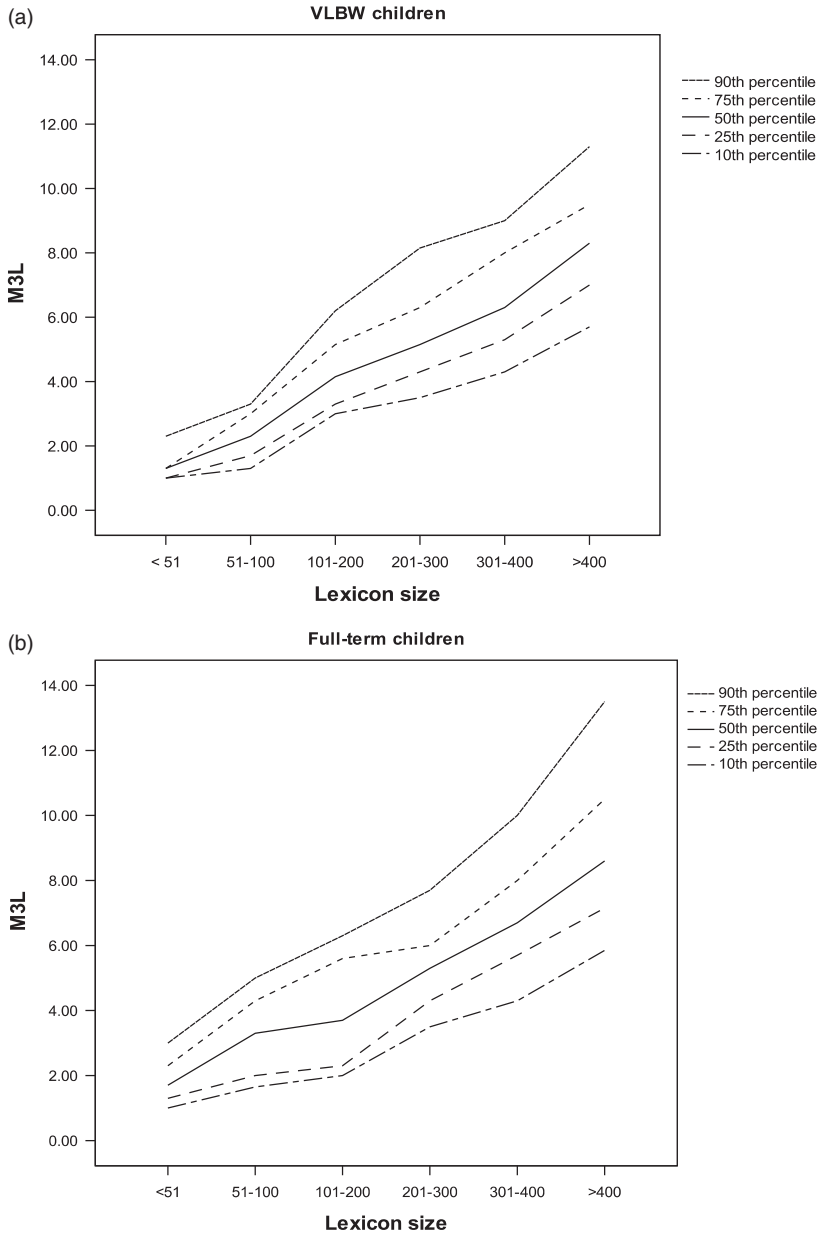 (a)
VLBW children
14.00
12.00
10.00
8.00
6.00
4.00
2.00
0.00
M3L
< 51
51-100
101-200
201-300
301-400
>400
Lexicon size
90th percentile
75th percentile
50th percentile
25th percentile
10th percentile
(b)
Full-term children
14.00
12.00
10.00
8.00
6.00
4.00
2.00
0.00
M3L
<51
51-100
101-200
201-300
301-400
>400
Lexicon size
90th percentile
75th percentile
50th percentile
25th percentile
10th percentile